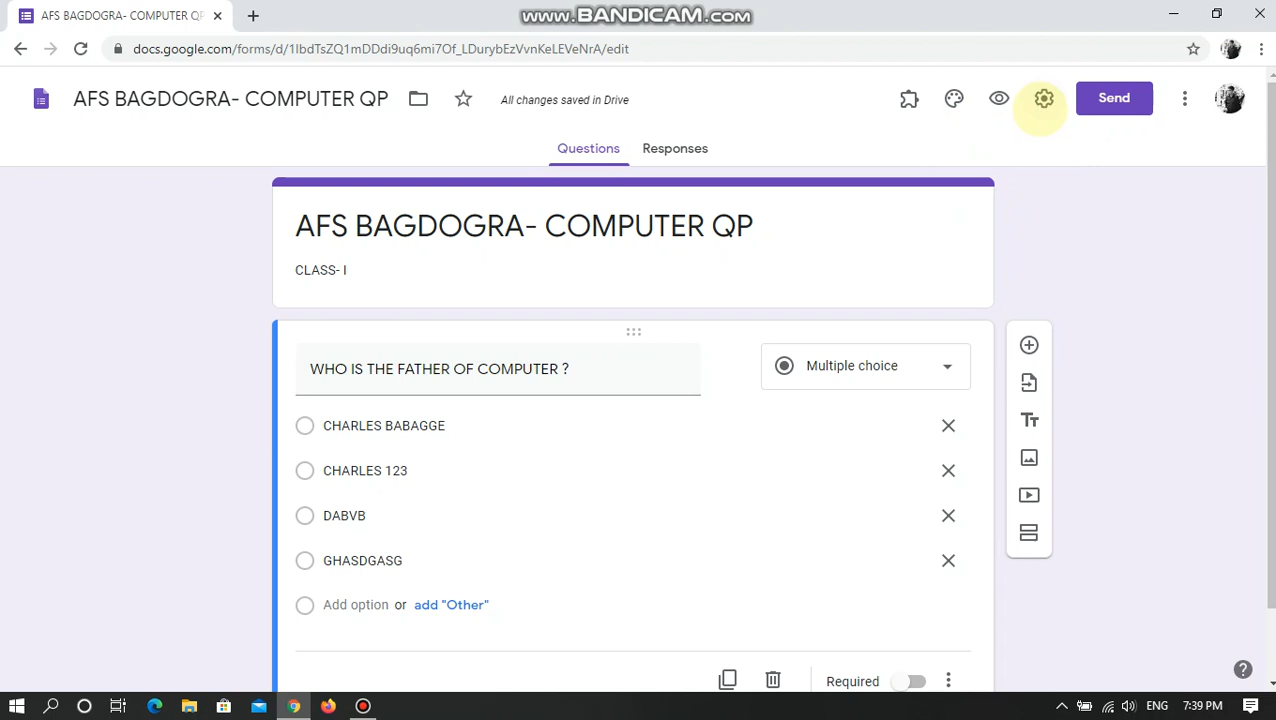 AFS BAGDOGRA- COMPUTER QP
www.BANDICAM.com
docs.google.com/forms/d/1lbdTsZQ1mDDdi9uq6mi7Of_LDurybEzVvnKeLEVeNrA/edit
AFS BAGDOGRA- COMPUTER QP
All changes saved in Drive
Send
Questions
Responses
AFS BAGDOGRA- COMPUTER QP
CLASS- I
WHO IS THE FATHER OF COMPUTER ?
Multiple choice
CHARLES BABAGGE
CHARLES 123
DABVB
GHASDGASG
Add option or add "Other"
Tт
Required
ENG
7:39 PM